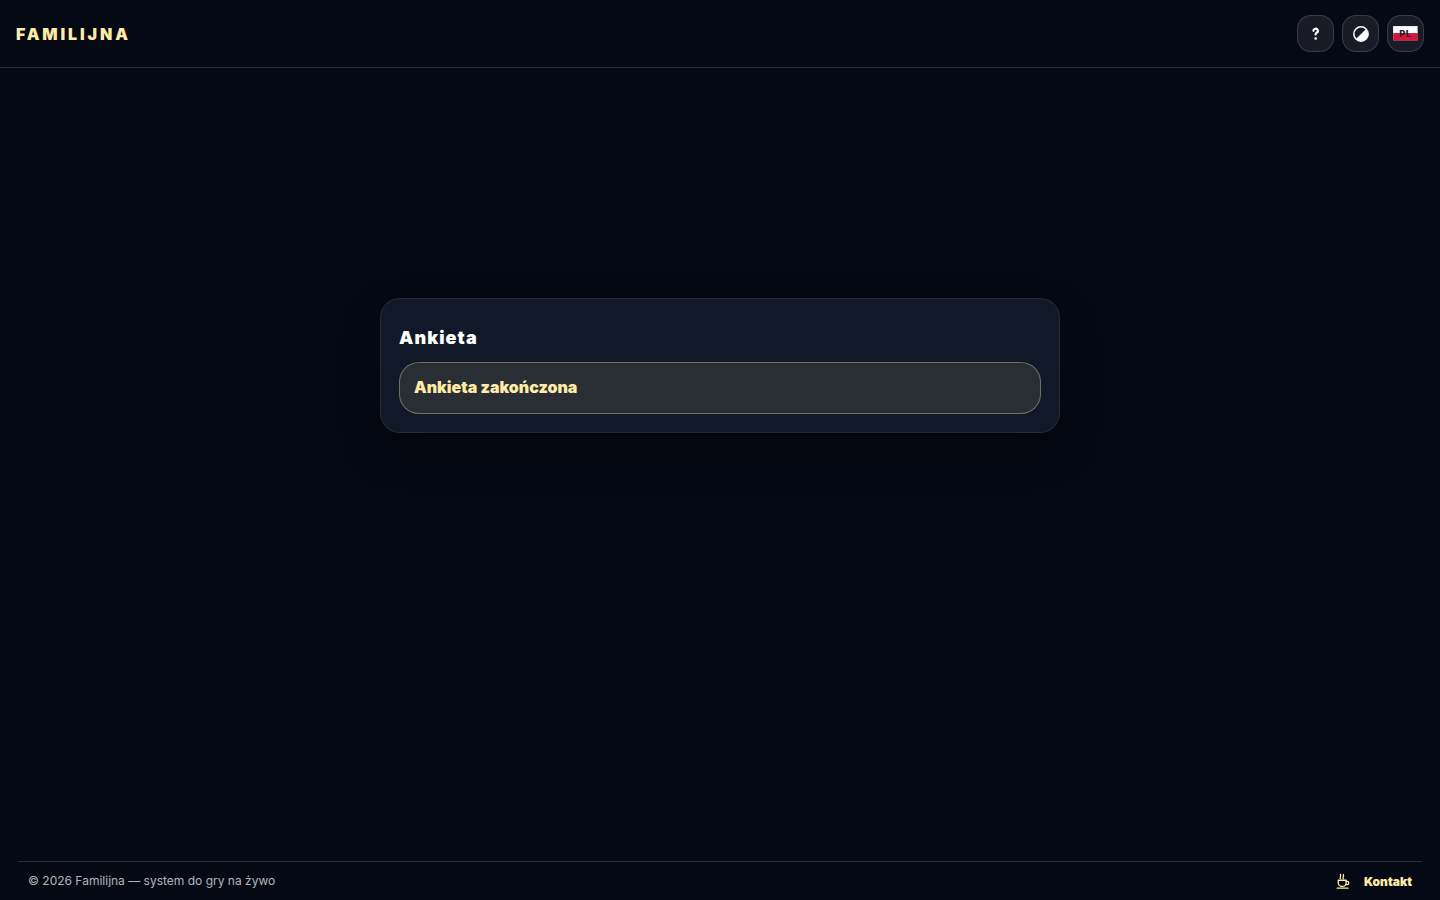 FAMILIJNA
?
PL
Ankieta
Ankieta zakończona
© 2026 Familijna — system do gry na żywo
Kontakt